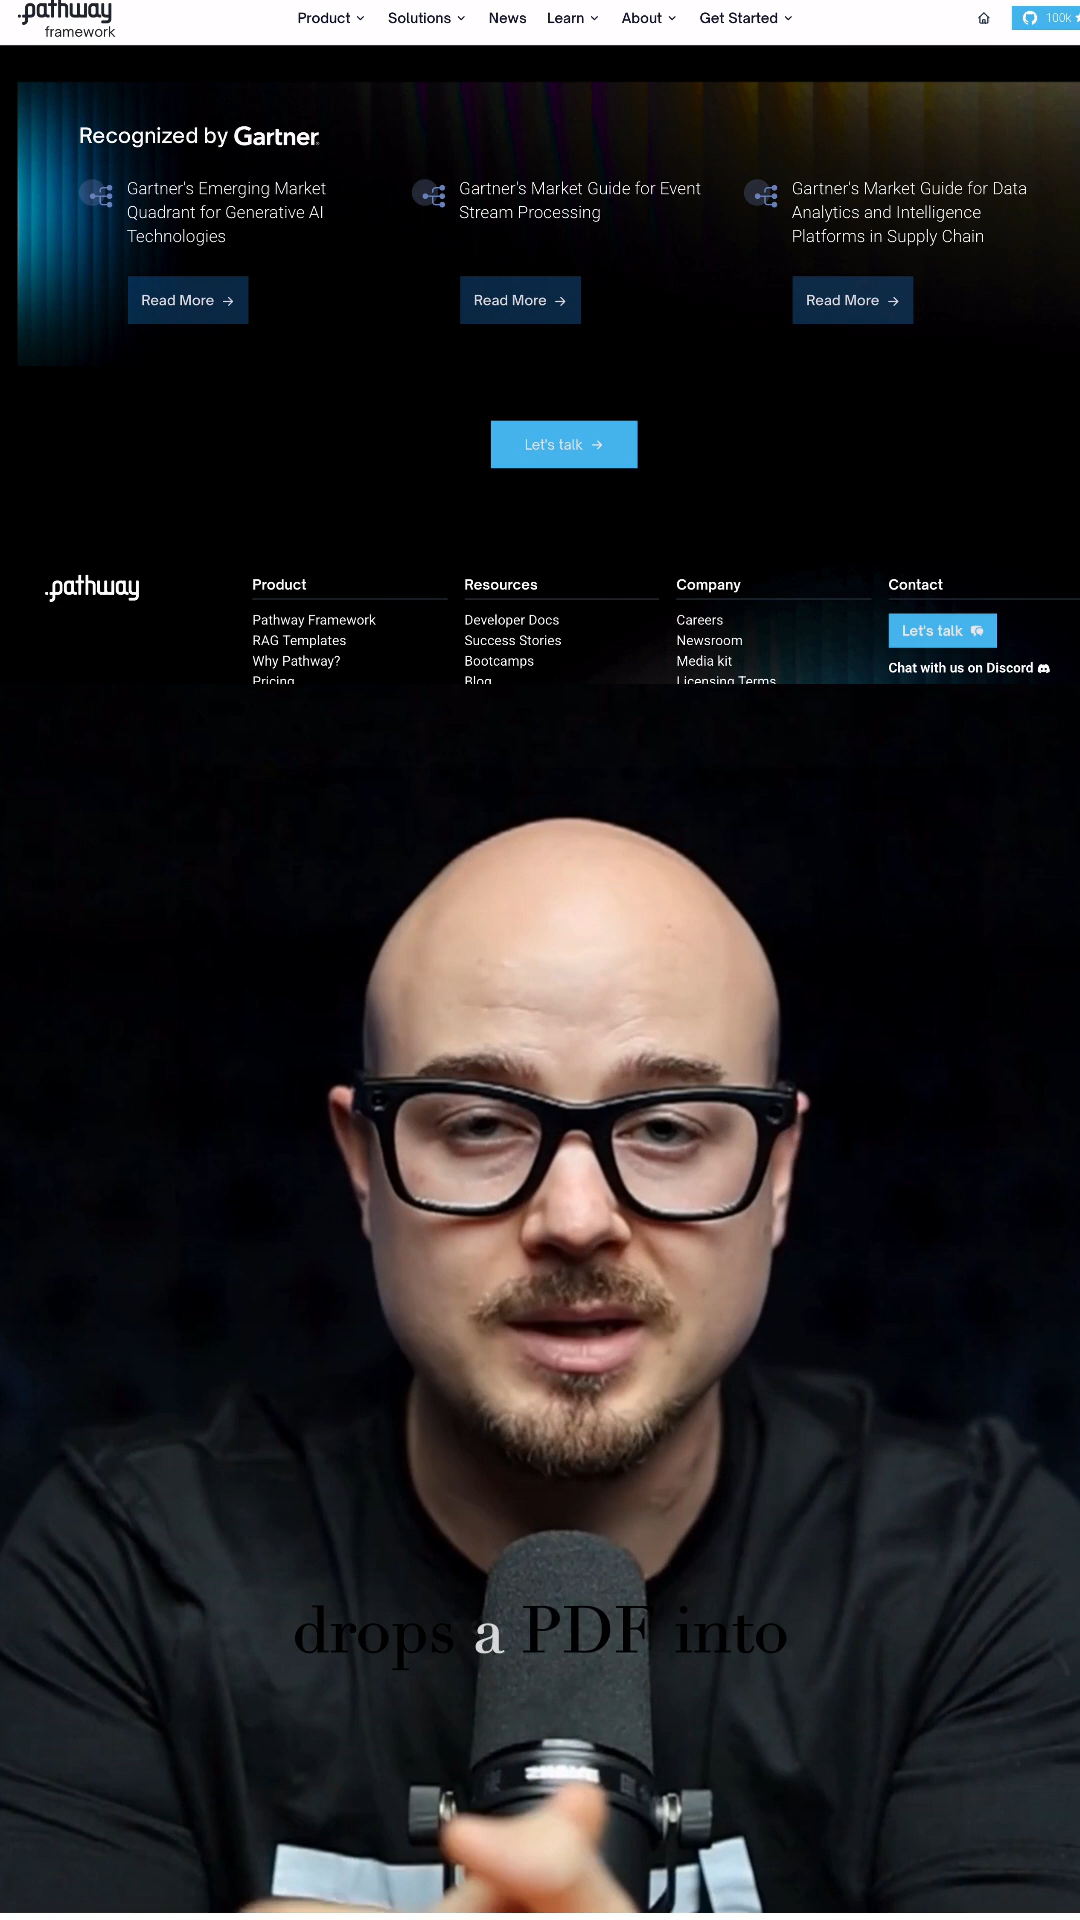 pathway
framework
Product Solutions News Learn About Get Started 100k
Recognized by Gartner
Gartner's Emerging Market
Quadrant for Generative AI
Technologies
Read More →
Gartner's Market Guide for Event
Stream Processing
Read More →
Gartner's Market Guide for Data
Analytics and Intelligence
Platforms in Supply Chain
Read More →
Let's talk →
pathway
Product
Pathway Framework
RAG Templates
Why Pathway?
Pricing
Resources
Developer Docs
Success Stories
Bootcamps
Blog
Company
Careers
Newsroom
Media kit
Licensing Terms
Contact
Let's talk
Chat with us on Discord
drops a PDF into